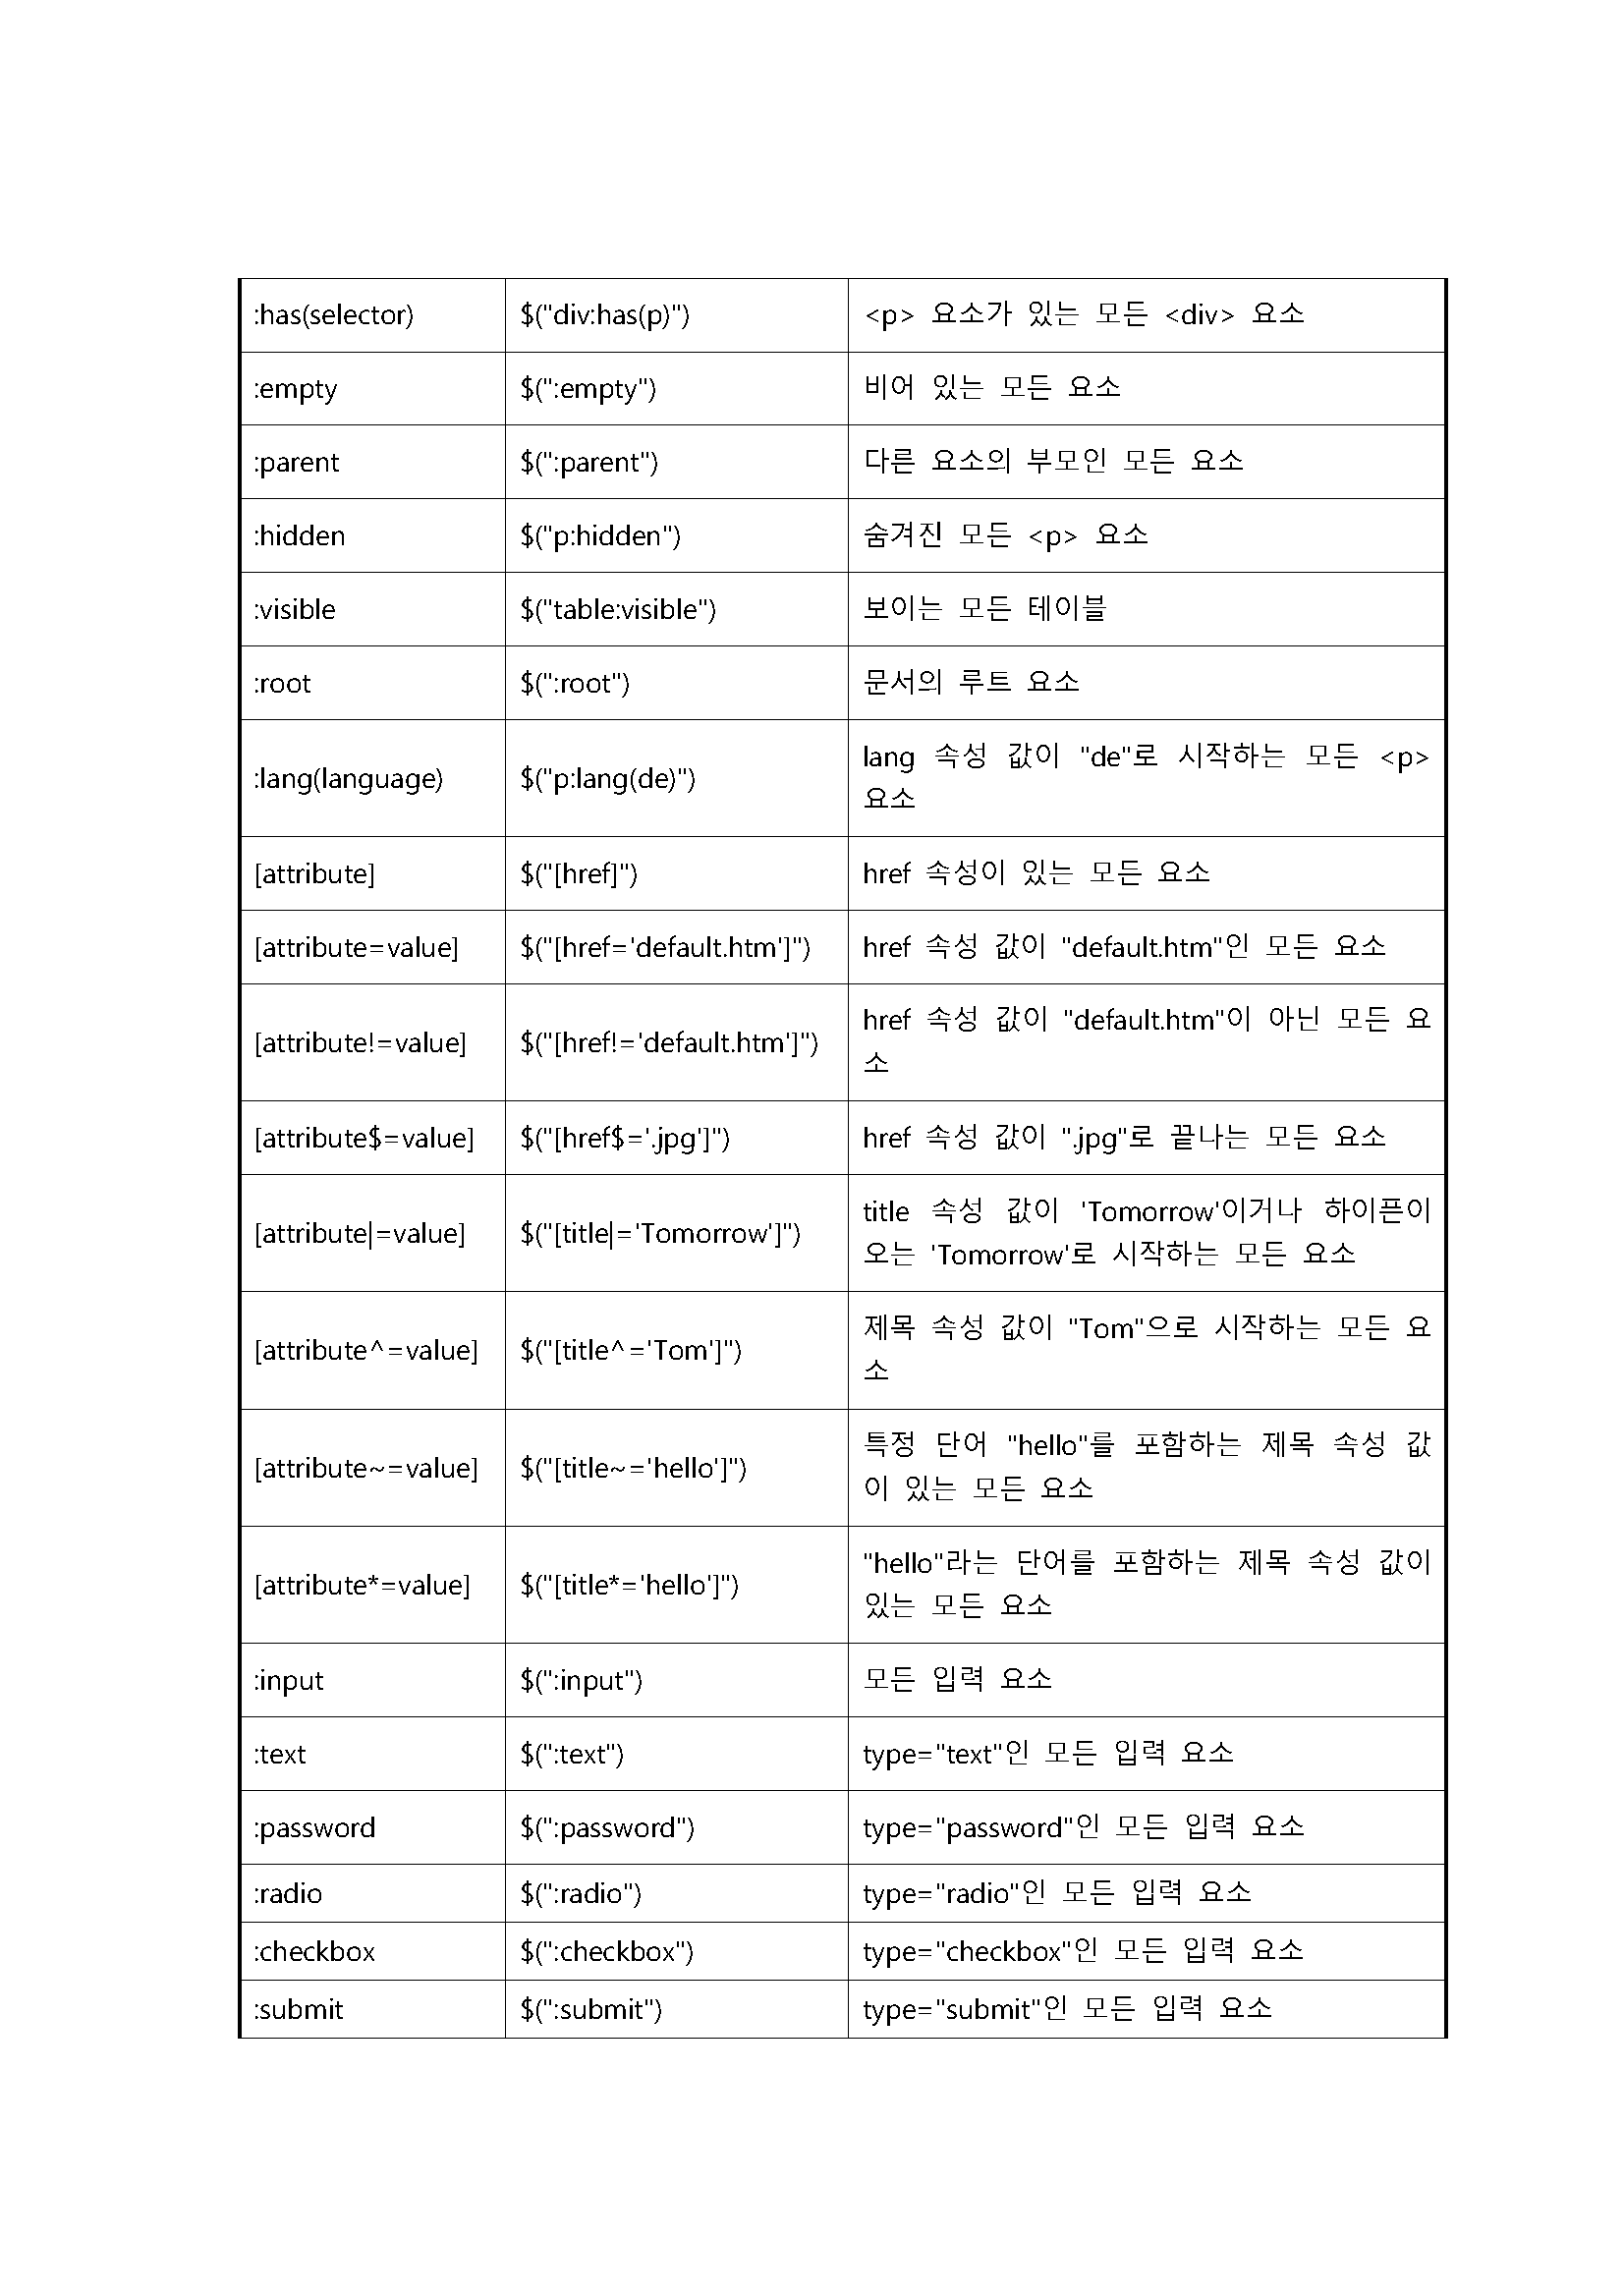 :has(selector) $("div:has(p)") <p> 요소가 있는 모든 <div> 요소
:empty $(":empty") 비어 있는 모든 요소
:parent $(":parent") 다른 요소의 부모인 모든 요소
:hidden $("p:hidden") 숨겨진 모든 <p> 요소
:visible $("table:visible") 보이는 모든 테이블
:root $(":root") 문서의 루트 요소
:lang(language) $("p:lang(de)") lang 속성 값이 "de"로 시작하는 모든 <p>
요소
[attribute] $("[href]") href 속성이 있는 모든 요소
[attribute=value] $("[href='default.htm']") href 속성 값이 "default.htm"인 모든 요소
[attribute!=value] $("[href!='default.htm']") href 속성 값이 "default.htm"이 아닌 모든 요
소
[attribute$=value] $("[href$='.jpg']") href 속성 값이 ".jpg"로 끝나는 모든 요소
[attribute|=value] $("[title|='Tomorrow']") title 속성 값이 'Tomorrow'이거나 하이픈이
오는 'Tomorrow'로 시작하는 모든 요소
[attribute^=value] $("[title^='Tom']") 제목 속성 값이 "Tom"으로 시작하는 모든 요
소
[attribute~=value] $("[title~='hello']") 특정 단어 "hello"를 포함하는 제목 속성 값
이 있는 모든 요소
[attribute*=value] $("[title*='hello']") "hello"라는 단어를 포함하는 제목 속성 값이
있는 모든 요소
:input $(":input") 모든 입력 요소
:text $(":text") type="text"인 모든 입력 요소
:password $(":password") type="password"인 모든 입력 요소
:radio $(":radio") type="radio"인 모든 입력 요소
:checkbox $(":checkbox") type="checkbox"인 모든 입력 요소
:submit $(":submit") type="submit"인 모든 입력 요소